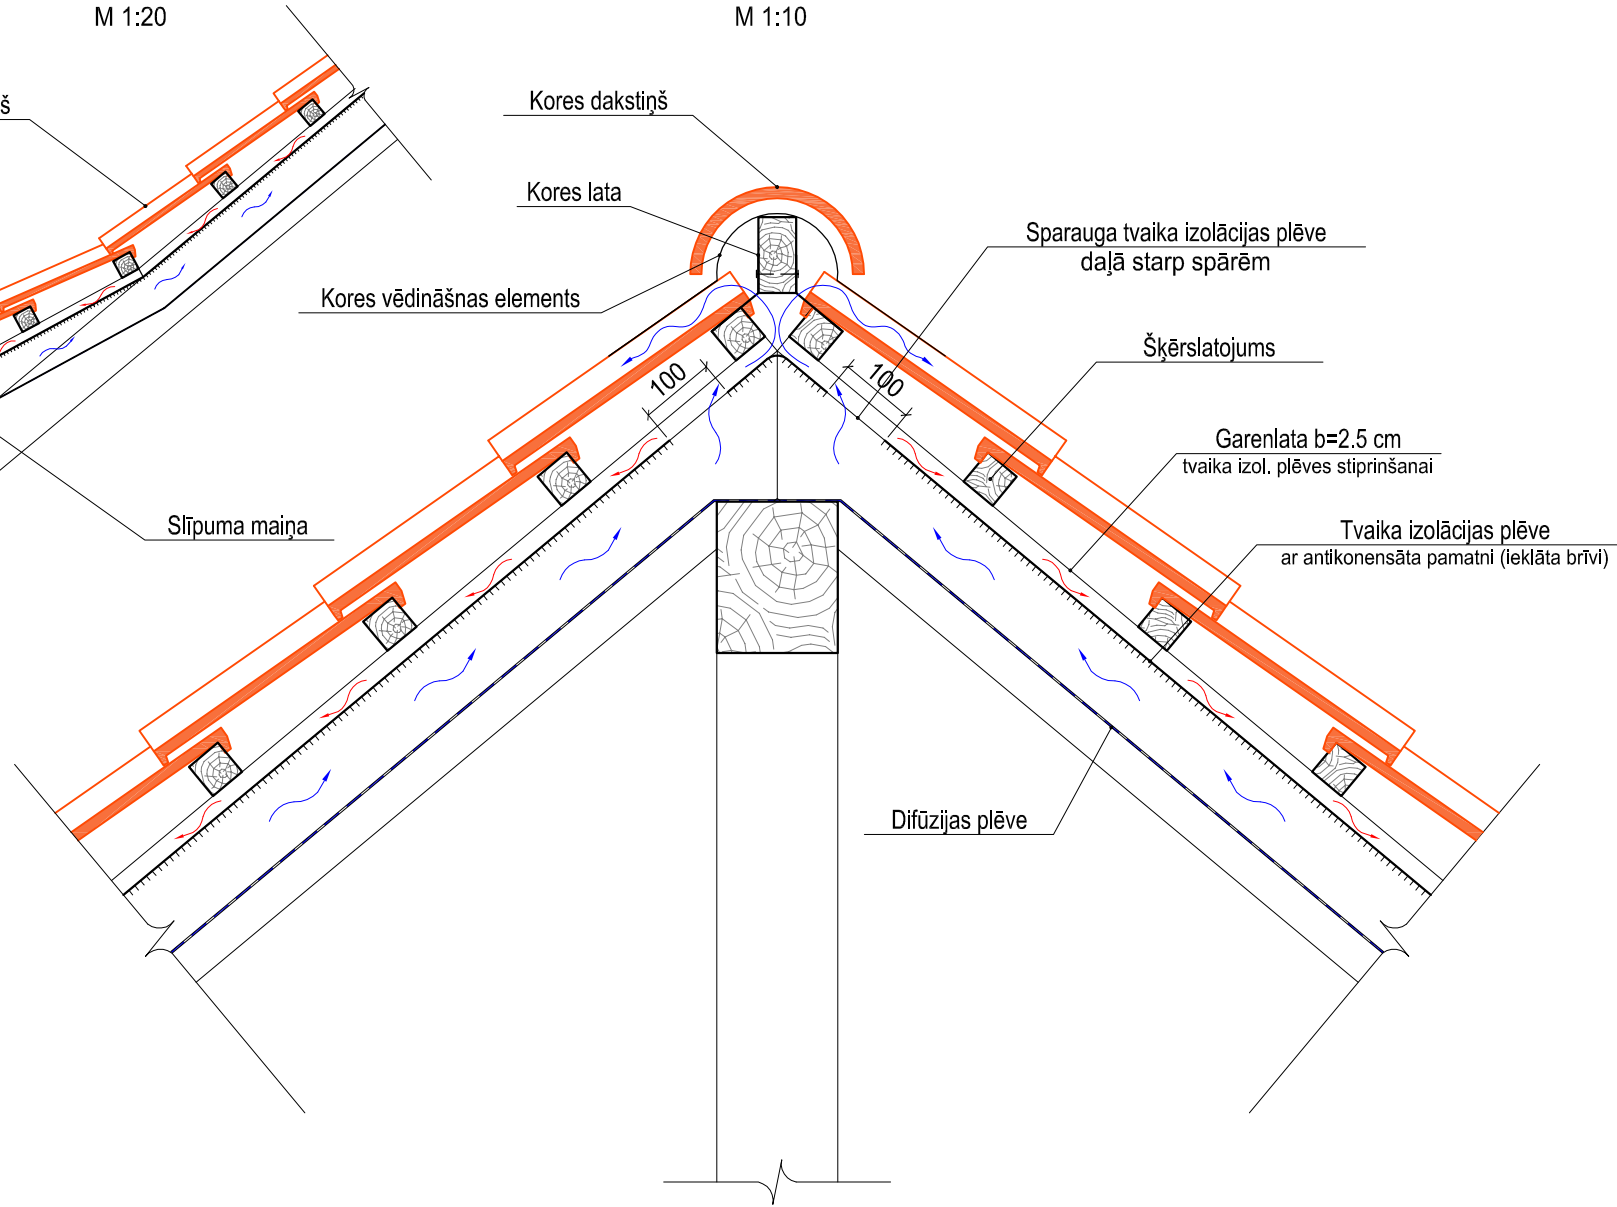 M 1:20
M 1:10
š
Kores dakstiņš
Kores lata
Sparauga tvaika izolācijas plēve
daļā starp spārēm
Kores vēdināšnas elements
Šķērslatojums
100
100
Garenlata b=2.5 cm
tvaika izol. plēves stiprinšanai
Slīpuma maiņa
Tvaika izolācijas plēve
ar antikonensāta pamatni (ieklāta brīvi)
Difūzijas plēve